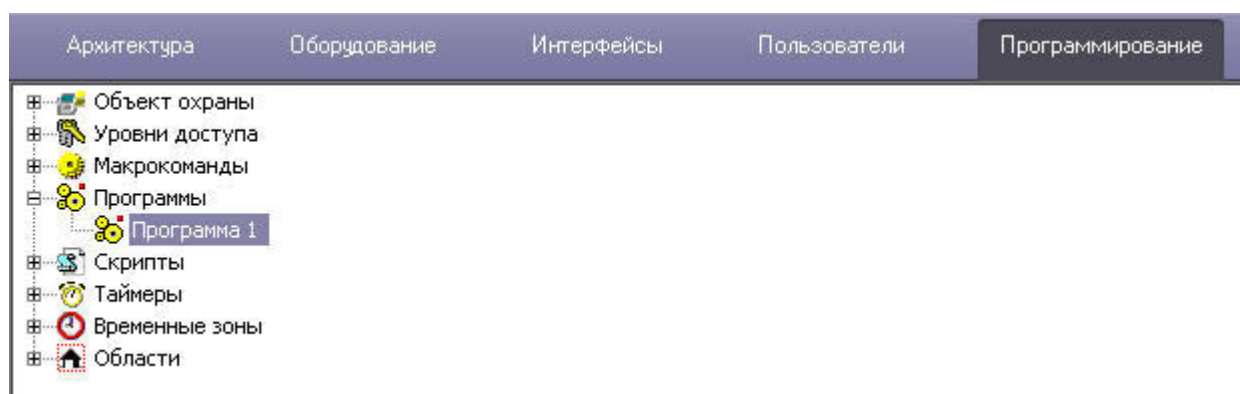 Архитектура Оборудование Интерфейсы Пользователи Программирование
Объект охраны
Уровни доступа
Макрокоманды
Программы
Программа 1
Скрипты
Таймеры
Временные зоны
Области